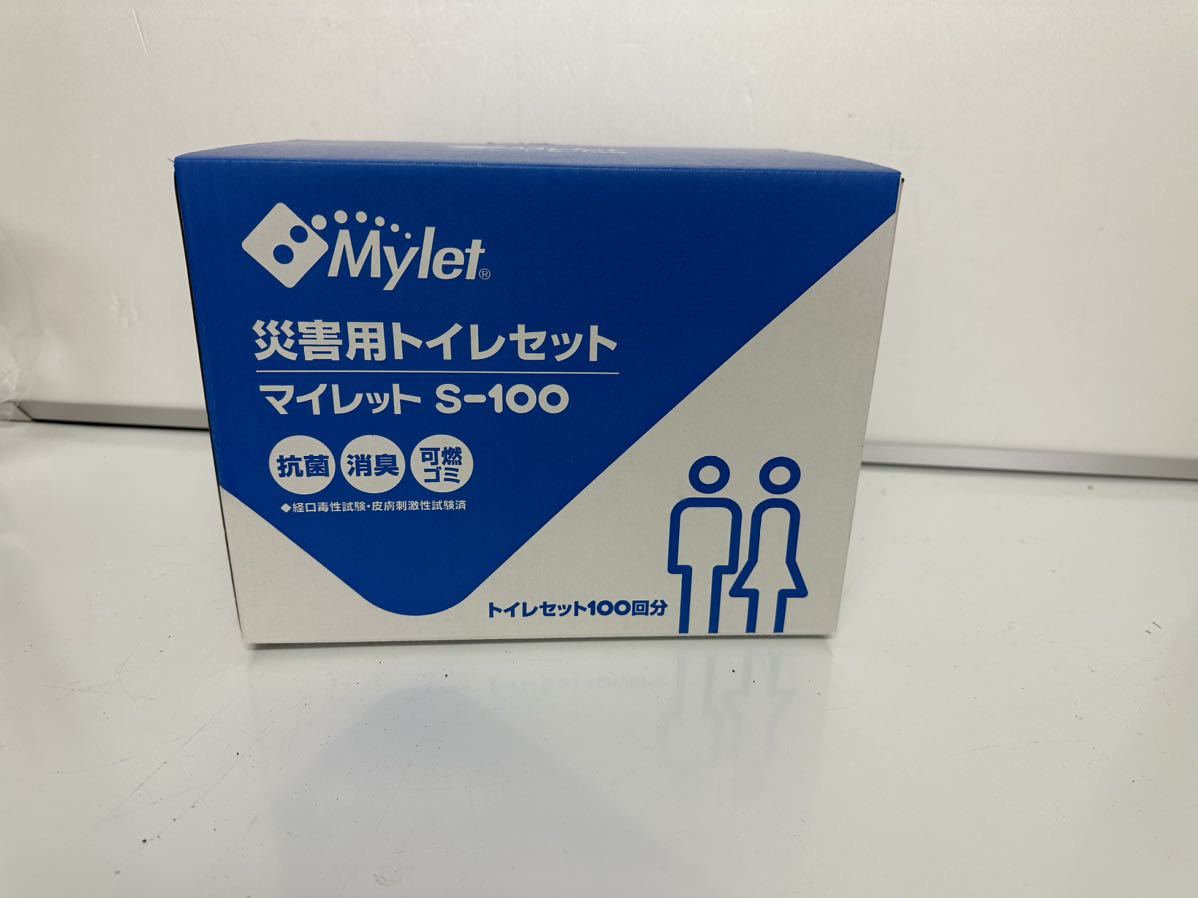 Mylet®
災害用トイレセット
マイレット S-100
抗菌 消臭 可燃ゴミ
◆経口毒性試験・皮膚刺激性試験済
トイレセット100回分